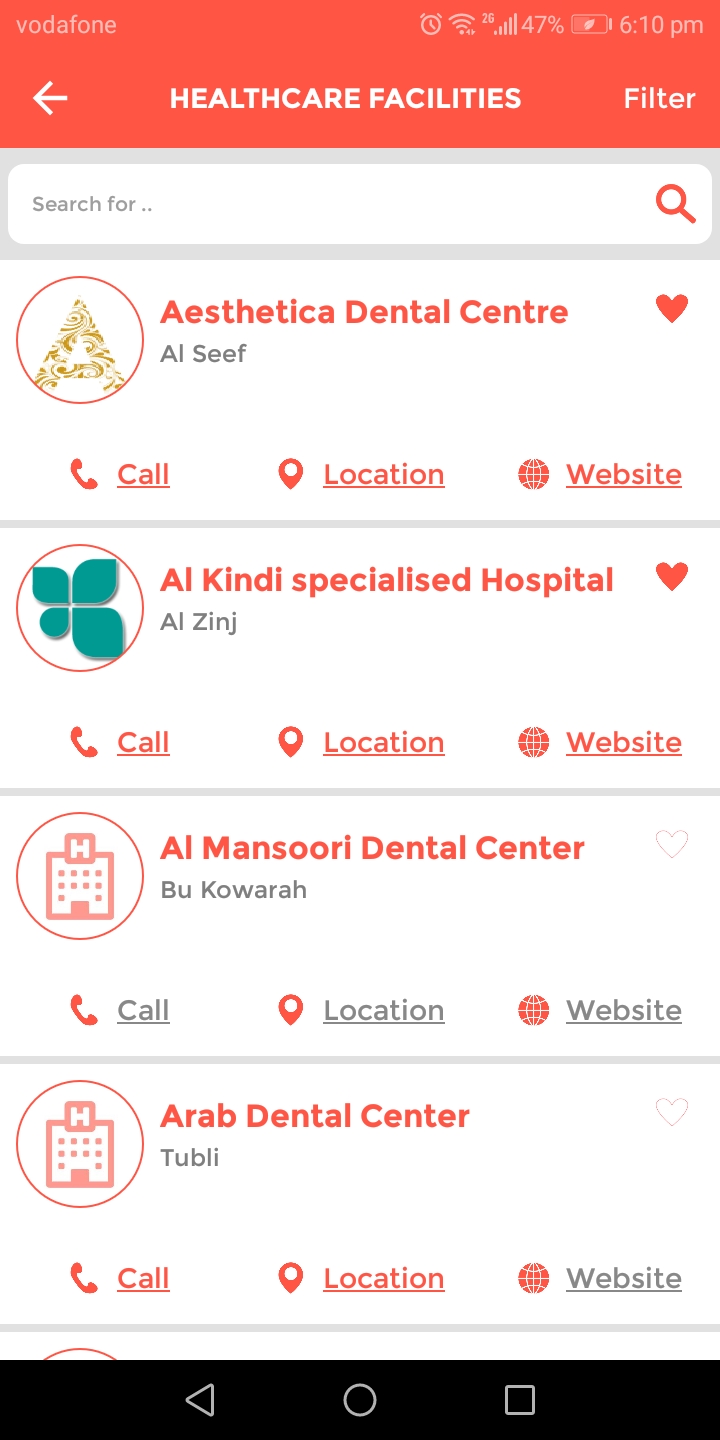 vodafone 2G 47% 6:10 pm
HEALTHCARE FACILITIES Filter
Search for ..
Aesthetica Dental Centre
Al Seef
Call Location Website
Al Kindi specialised Hospital
Al Zinj
Call Location Website
Al Mansoori Dental Center
Bu Kowarah
Call Location Website
Arab Dental Center
Tubli
Call Location Website